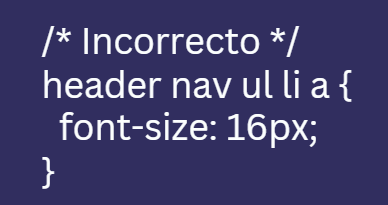 /* Incorrecto */
header nav ul li a {
  font-size: 16px;
}